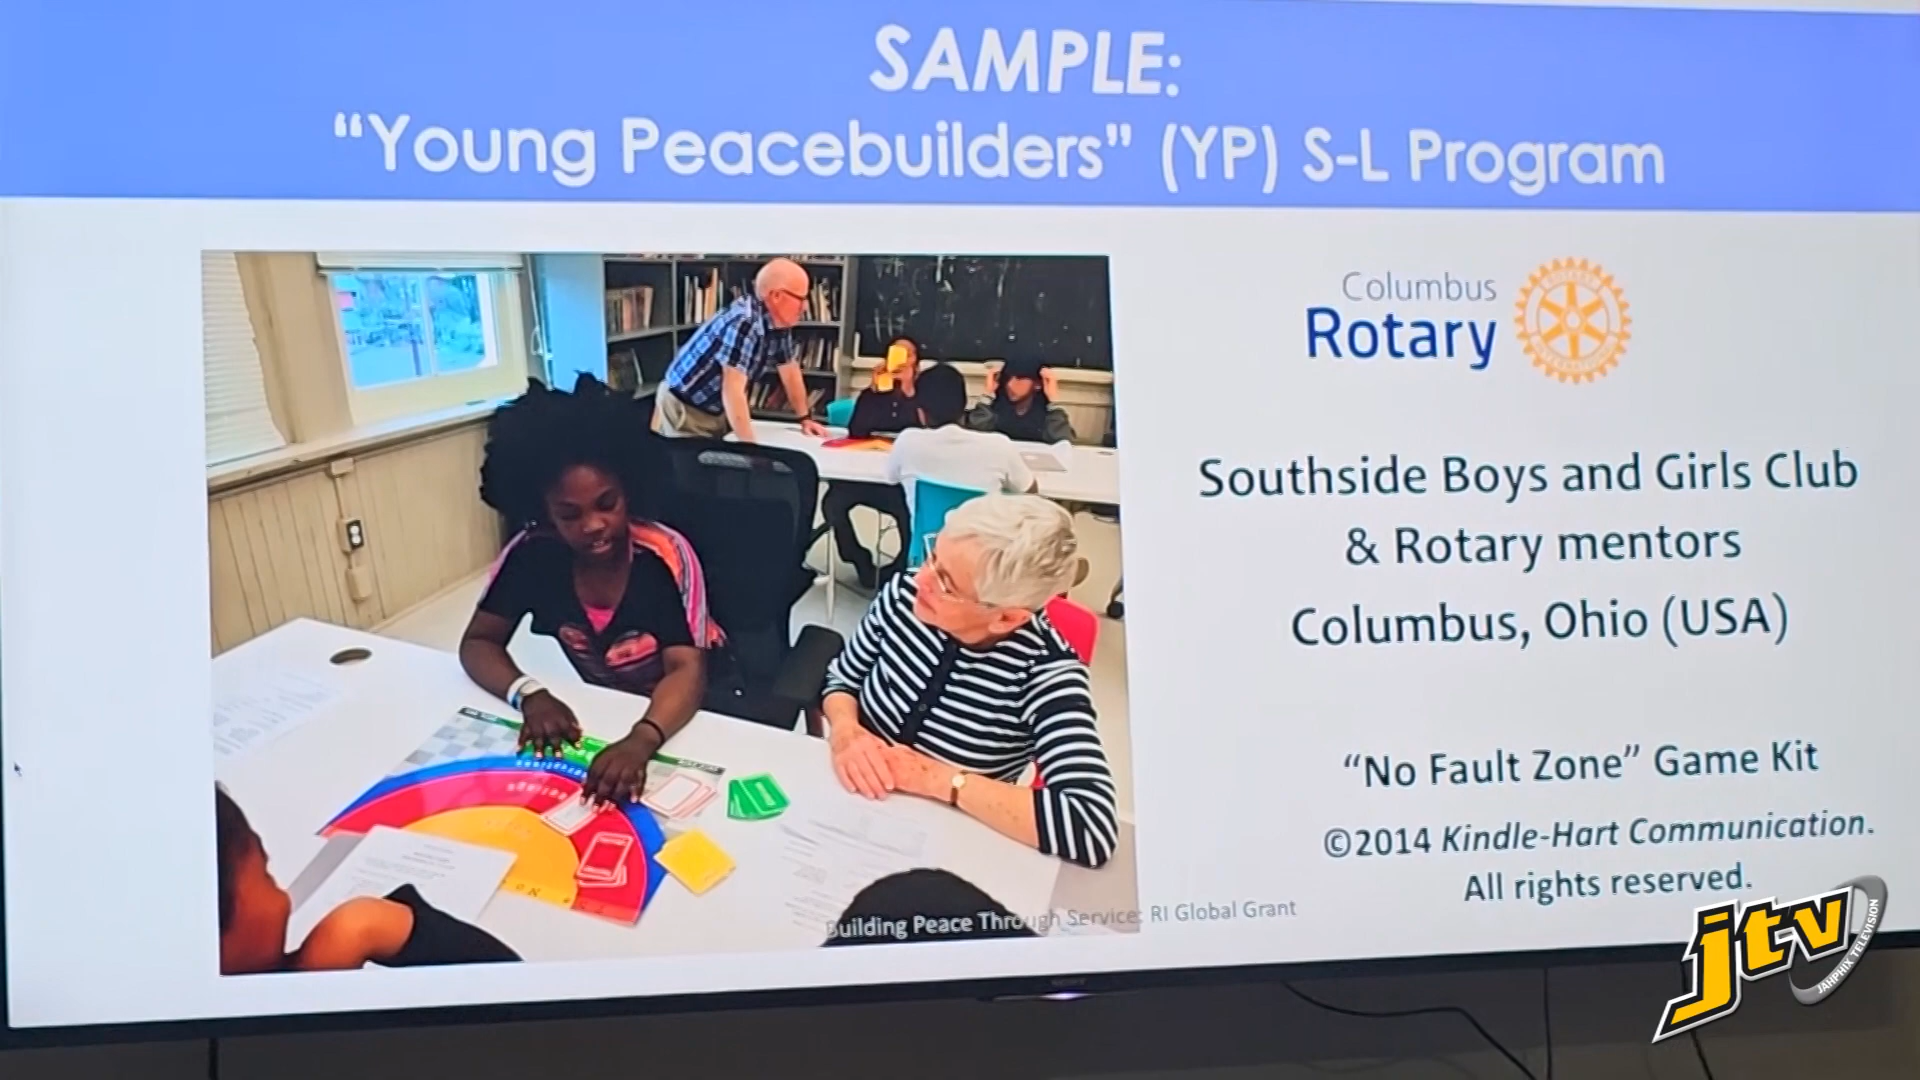 SAMPLE:
“Young Peacebuilders” (YP) S-L Program
Columbus
Rotary
Southside Boys and Girls Club
& Rotary mentors
Columbus, Ohio (USA)
“No Fault Zone” Game Kit
©2014 Kindle-Hart Communication.
All rights reserved.
Building Peace Through Service: RI Global Grant
jtv
JAHPHIX TELEVISION